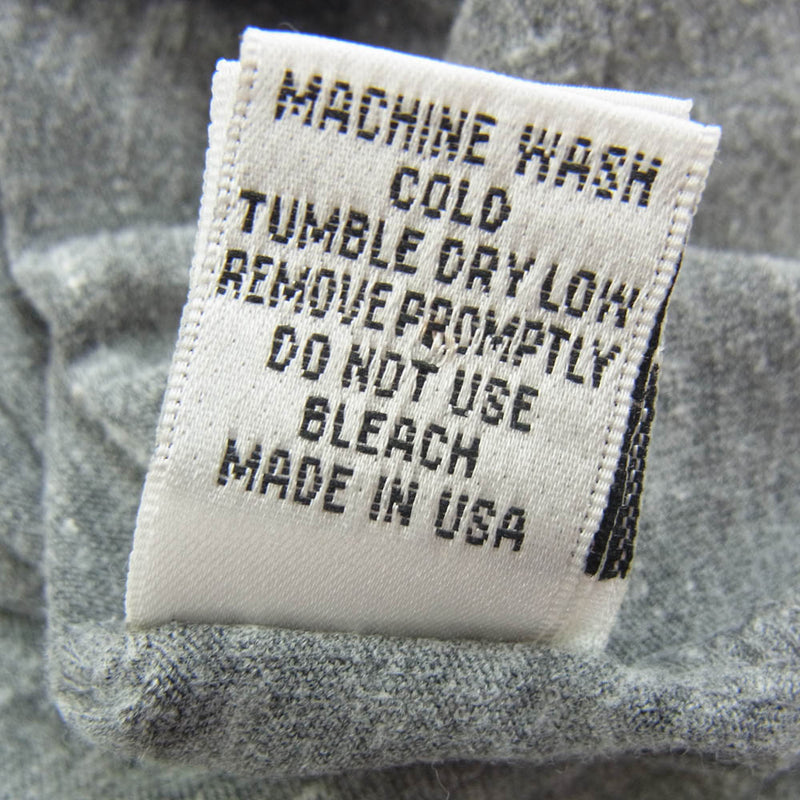 MACHINE WASH
COLD
TUMBLE DRY LOW
REMOVE PROMPTLY
DO NOT USE
BLEACH
MADE IN USA